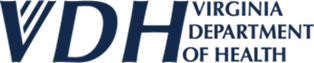 VDH VIRGINIA
DEPARTMENT
OF HEALTH